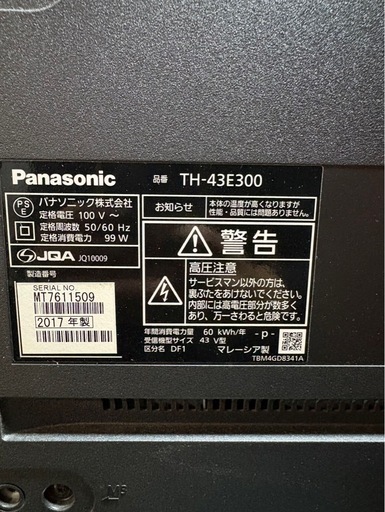 Panasonic 品番 TH-43E300
PS E パナソニック株式会社
定格電圧 100 V ～
定格周波数 50/60 Hz
定格消費電力 99 W
JQA JQ10009
製造番号
SERIAL NO.
MT7611509
2017 年製
お知らせ
本体の温度が高くなりますが
性能・品質には問題ありません
警告
高圧注意
サービスマン以外の方は、
裏ぶたをあけないでください。
内部には高電圧部分が数多く
あり、万一さわると危険です。
年間消費電力量 60 kWh/年 - p -
受信機型サイズ 43 V型
区分名 DF1 マレーシア製
TBM4GD8341A